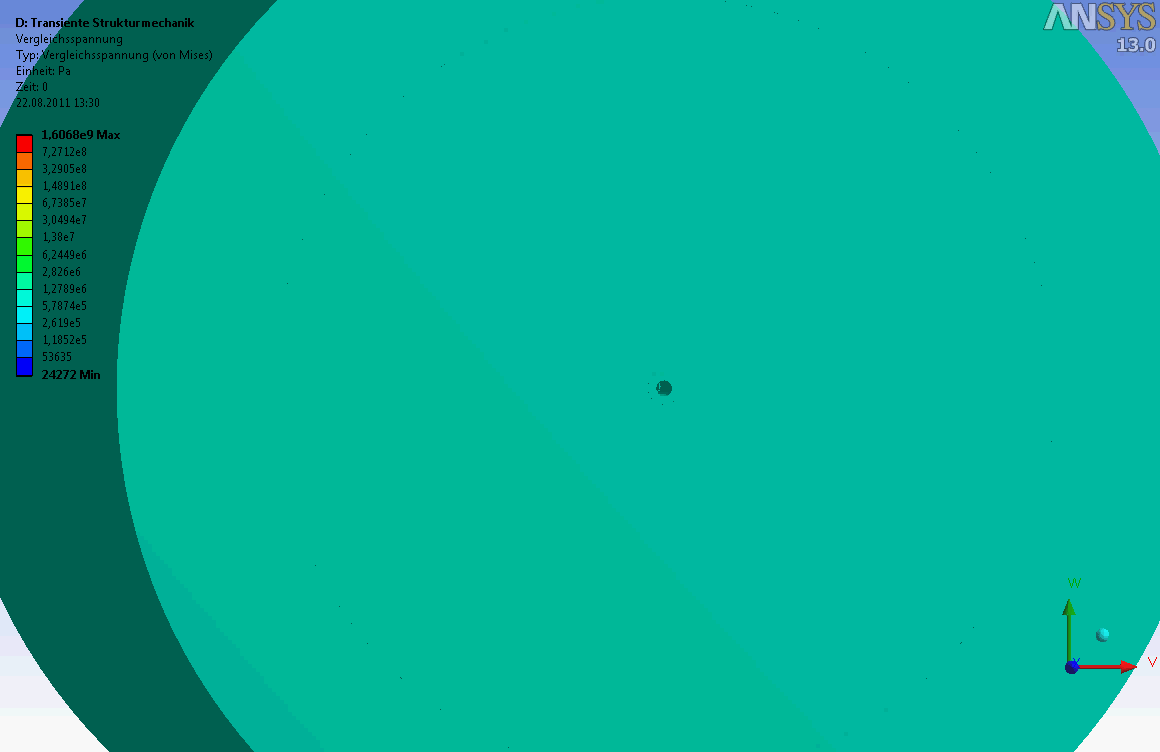 D: Transiente Strukturmechanik
Vergleichsspannung
Typ: Vergleichsspannung (von Mises)
Einheit: Pa
Zeit: 0
22.08.2011 13:30
1,6068e9 Max
7,2712e8
3,2905e8
1,4891e8
6,7385e7
3,0494e7
1,38e7
6,2449e6
2,826e6
1,2789e6
5,7874e5
2,619e5
1,1852e5
53635
24272 Min
ANSYS
13.0
W
V